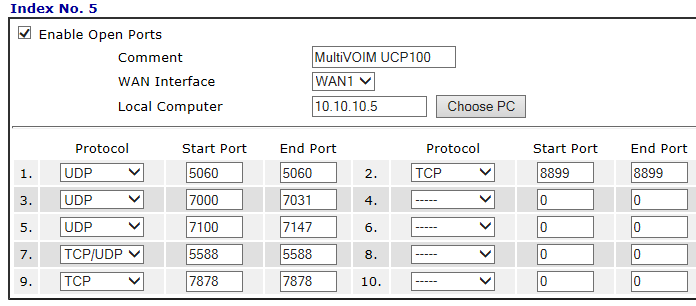 Index No. 5
Enable Open Ports
Comment MultiVOIM UCP100
WAN Interface WAN1
Local Computer 10.10.10.5 Choose PC
Protocol Start Port End Port Protocol Start Port End Port
1. UDP 5060 5060 2. TCP 8899 8899
3. UDP 7000 7031 4. ----- 0 0
5. UDP 7100 7147 6. ----- 0 0
7. TCP/UDP 5588 5588 8. ----- 0 0
9. TCP 7878 7878 10. ----- 0 0